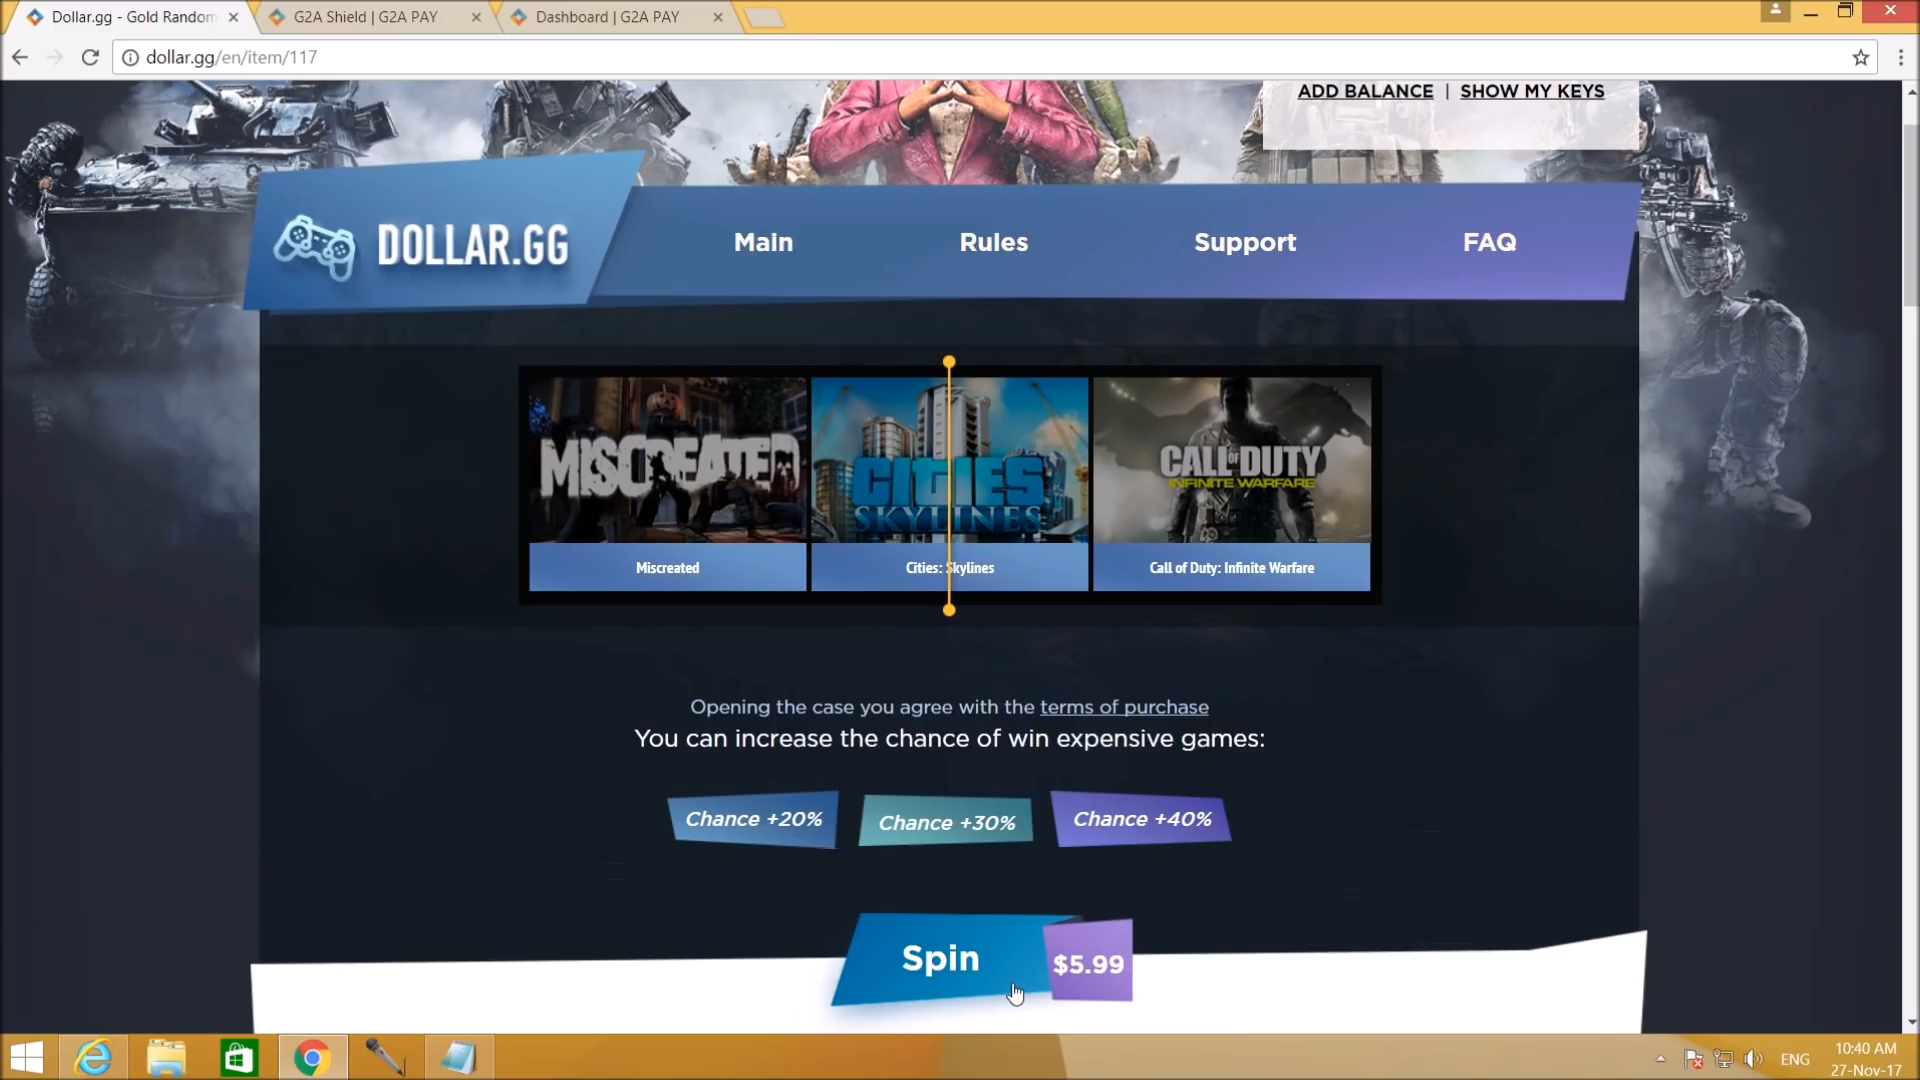 Dollar.gg - Gold Random
G2A Shield | G2A PAY
Dashboard | G2A PAY
dollar.gg/en/item/117
ADD BALANCE | SHOW MY KEYS
DOLLAR.GG
Main
Rules
Support
FAQ
MISCREATED
CITIES
SKYLINES
CALL OF DUTY
INFINITE WARFARE
Miscreated
Cities: Skylines
Call of Duty: Infinite Warfare
Opening the case you agree with the terms of purchase
You can increase the chance of win expensive games:
Chance +20%
Chance +30%
Chance +40%
Spin
$5.99
ENG
10:40 AM
27-Nov-17